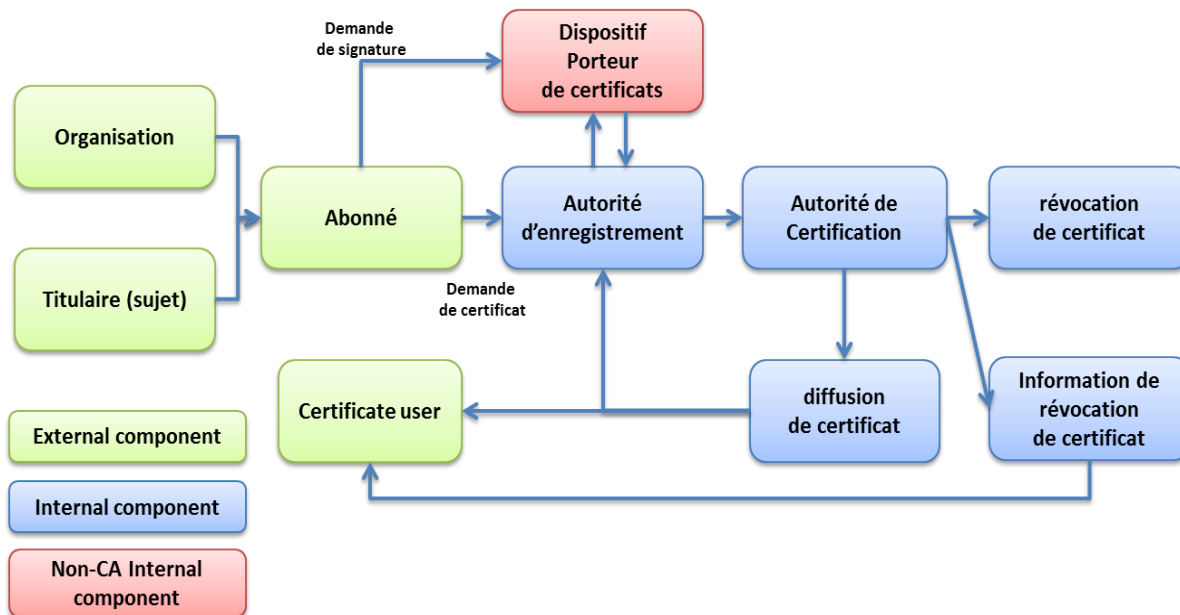 Demande
de signature
Dispositif
Porteur
de certificats
Organisation
Abonné
Autorité
d'enregistrement
Autorité de
Certification
révocation
de certificat
Titulaire (sujet)
Demande
de certificat
Certificate user
diffusion
de certificat
Information de
révocation
de certificat
External component
Internal component
Non-CA Internal
component